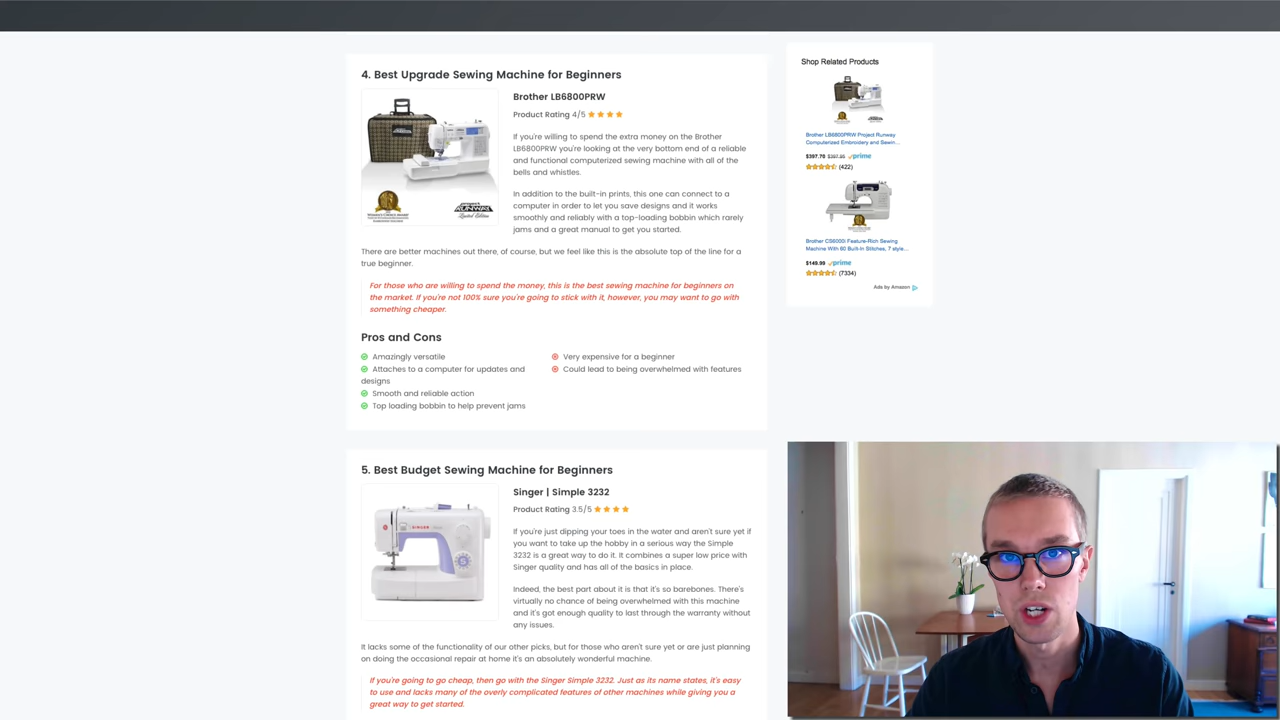 4. Best Upgrade Sewing Machine for Beginners
Brother LB6800PRW
Product Rating 4/5
If you're willing to spend the extra money on the Brother
LB6800PRW you're looking at the very bottom end of a reliable
and functional computerized sewing machine with all of the
bells and whistles.
In addition to the built-in prints, this one can connect to a
computer in order to let you save designs and it works
smoothly and reliably with a top-loading bobbin which rarely
jams and a great manual to get you started.
RUNWAY
Limited Edition
There are better machines out there, of course, but we feel like this is the absolute top of the line for a
true beginner.
For those who are willing to spend the money, this is the best sewing machine for beginners on
the market. If you're not 100% sure you're going to stick with it, however, you may want to go with
something cheaper.
Pros and Cons
Amazingly versatile
Attaches to a computer for updates and
designs
Smooth and reliable action
Top loading bobbin to help prevent jams
Very expensive for a beginner
Could lead to being overwhelmed with features
5. Best Budget Sewing Machine for Beginners
SINGER
Singer | Simple 3232
Product Rating 3.5/5
If you're just dipping your toes in the water and aren't sure yet if
you want to take up the hobby in a serious way the Simple
3232 is a great way to do it. It combines a super low price with
Singer quality and has all of the basics in place.
Indeed, the best part about it is that it's so barebones. There's
virtually no chance of being overwhelmed with this machine
and it's got enough quality to last through the warranty without
any issues.
It lacks some of the functionality of our other picks, but for those who aren't sure yet or are just planning
on doing the occasional repair at home it's an absolutely wonderful machine.
If you're going to go cheap, then go with the Singer Simple 3232. Just as its name states, it's easy
to use and lacks many of the overly complicated features of other machines while giving you a
great way to get started.
Shop Related Products
Brother LB6800PRW Project Runway
Computerized Embroidery and Sewin...
$397.70 $397.95 prime
(422)
Brother CS6000i Feature-Rich Sewing
Machine With 60 Built-In Stitches, 7 style...
$149.99 prime
(7334)
Ads by Amazon